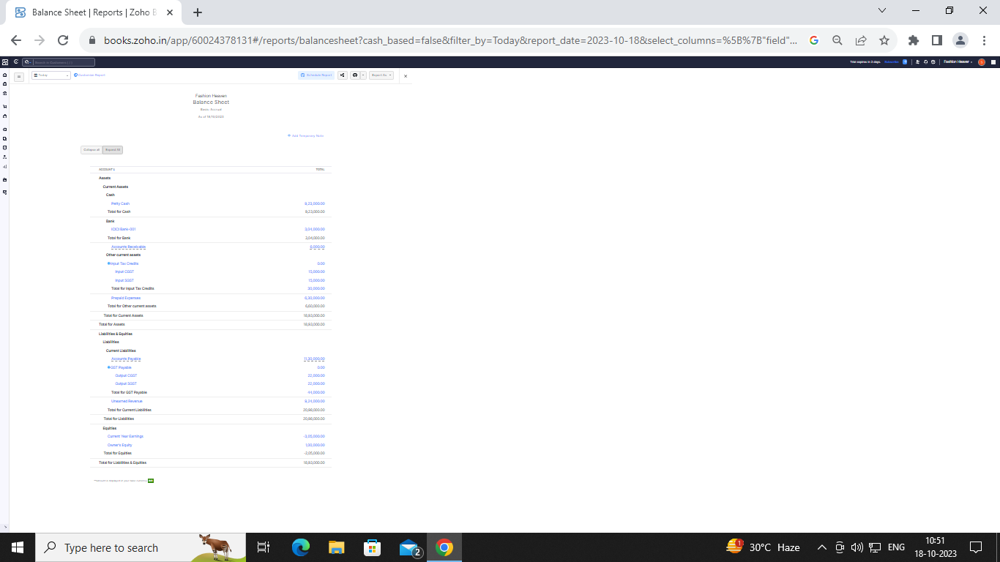 Balance Sheet | Reports | Zoho B
books.zoho.in/app/60024378131#/reports/balancesheet?cash_based=false&filter_by=Today&report_date=2023-10-18&select_columns=%5B%7B"field"...
Search in Customers ( / )
Trial expires in 2 days
Subscribe
Fashion Heaven
Today
Customize Report
Schedule Report
Export As
Fashion Heaven
Balance Sheet
Basis: Accrual
As of 18/10/2023
Add Temporary Note
Collapse all Expand All
ACCOUNTS TOTAL
Assets
Current Assets
Cash
Petty Cash 9,23,000.00
Total for Cash 9,23,000.00
Bank
ICICI Bank-001 3,04,000.00
Total for Bank 3,04,000.00
Accounts Receivable 6,000.00
Other current assets
Input Tax Credits 0.00
Input CGST 15,000.00
Input SGST 15,000.00
Total for Input Tax Credits 30,000.00
Prepaid Expenses 6,30,000.00
Total for Other current assets 6,60,000.00
Total for Current Assets 18,93,000.00
Total for Assets 18,93,000.00
Liabilities & Equities
Liabilities
Current Liabilities
Accounts Payable 11,30,000.00
GST Payable 0.00
Output CGST 22,000.00
Output SGST 22,000.00
Total for GST Payable 44,000.00
Unearned Revenue 9,24,000.00
Total for Current Liabilities 20,98,000.00
Total for Liabilities 20,98,000.00
Equities
Current Year Earnings -3,05,000.00
Owner's Equity 1,00,000.00
Total for Equities -2,05,000.00
Total for Liabilities & Equities 18,93,000.00
**Amount is displayed in your base currency INR
Type here to search
2
1
30°C Haze
ENG
10:51
18-10-2023